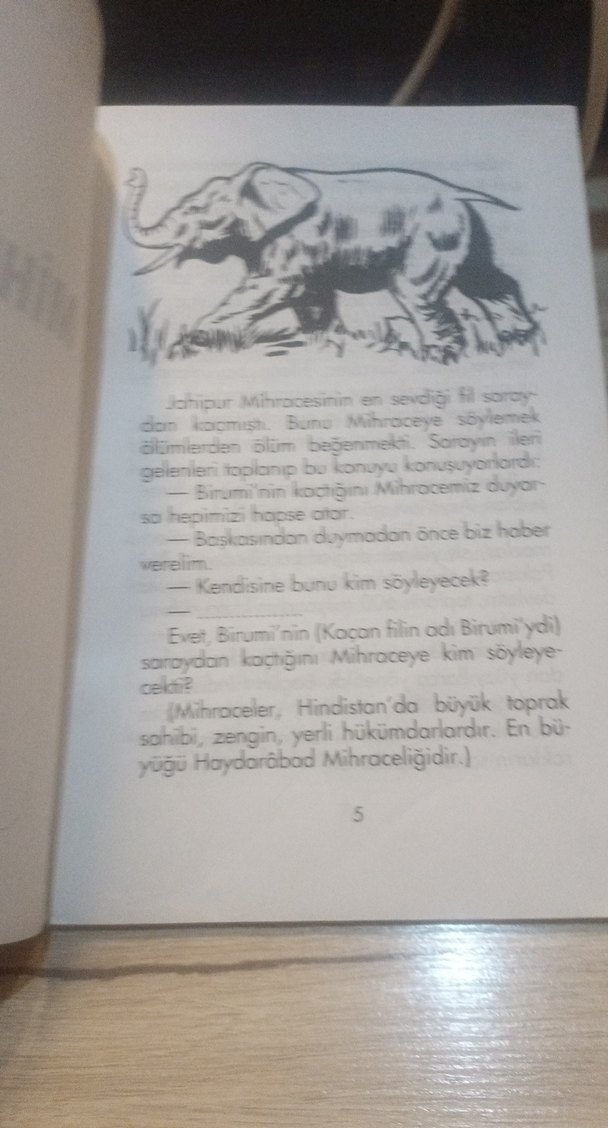 Jahipur Mihracesinin en sevdiği fil saray-
dan kaçmıştı. Bunu Mihraceye söylemek
ölümlerden ölüm beğenmekti. Sarayın ileri
gelenleri toplanıp bu konuyu konuşuyorlardı:
— Birumi'nin kaçtığını Mihracemiz duyar-
sa hepimizi hapse atar.
— Başkasından duymadan önce biz haber
verelim.
— Kendisine bunu kim söyleyecek?
— ...............
Evet, Birumi'nin (Kaçan filin adı Birumi'ydi)
saraydan kaçtığını Mihraceye kim söyleye-
cekti?
(Mihraceler, Hindistan'da büyük toprak
sahibi, zengin, yerli hükümdarlardır. En bü-
yüğü Haydarâbad Mihraceliğidir.)
5